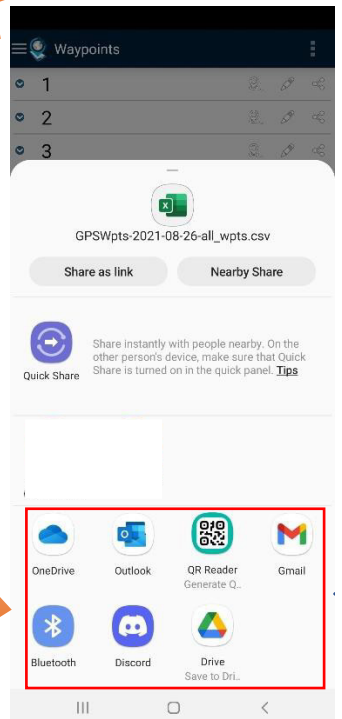 Waypoints
1
2
3
GPSWpts-2021-08-26-all_wpts.csv
Share as link
Nearby Share
Quick Share
Share instantly with people nearby. On the
other person's device, make sure that Quick
Share is turned on in the quick panel. Tips
OneDrive
Outlook
QR Reader
Generate Q..
Gmail
Bluetooth
Discord
Drive
Save to Dri..